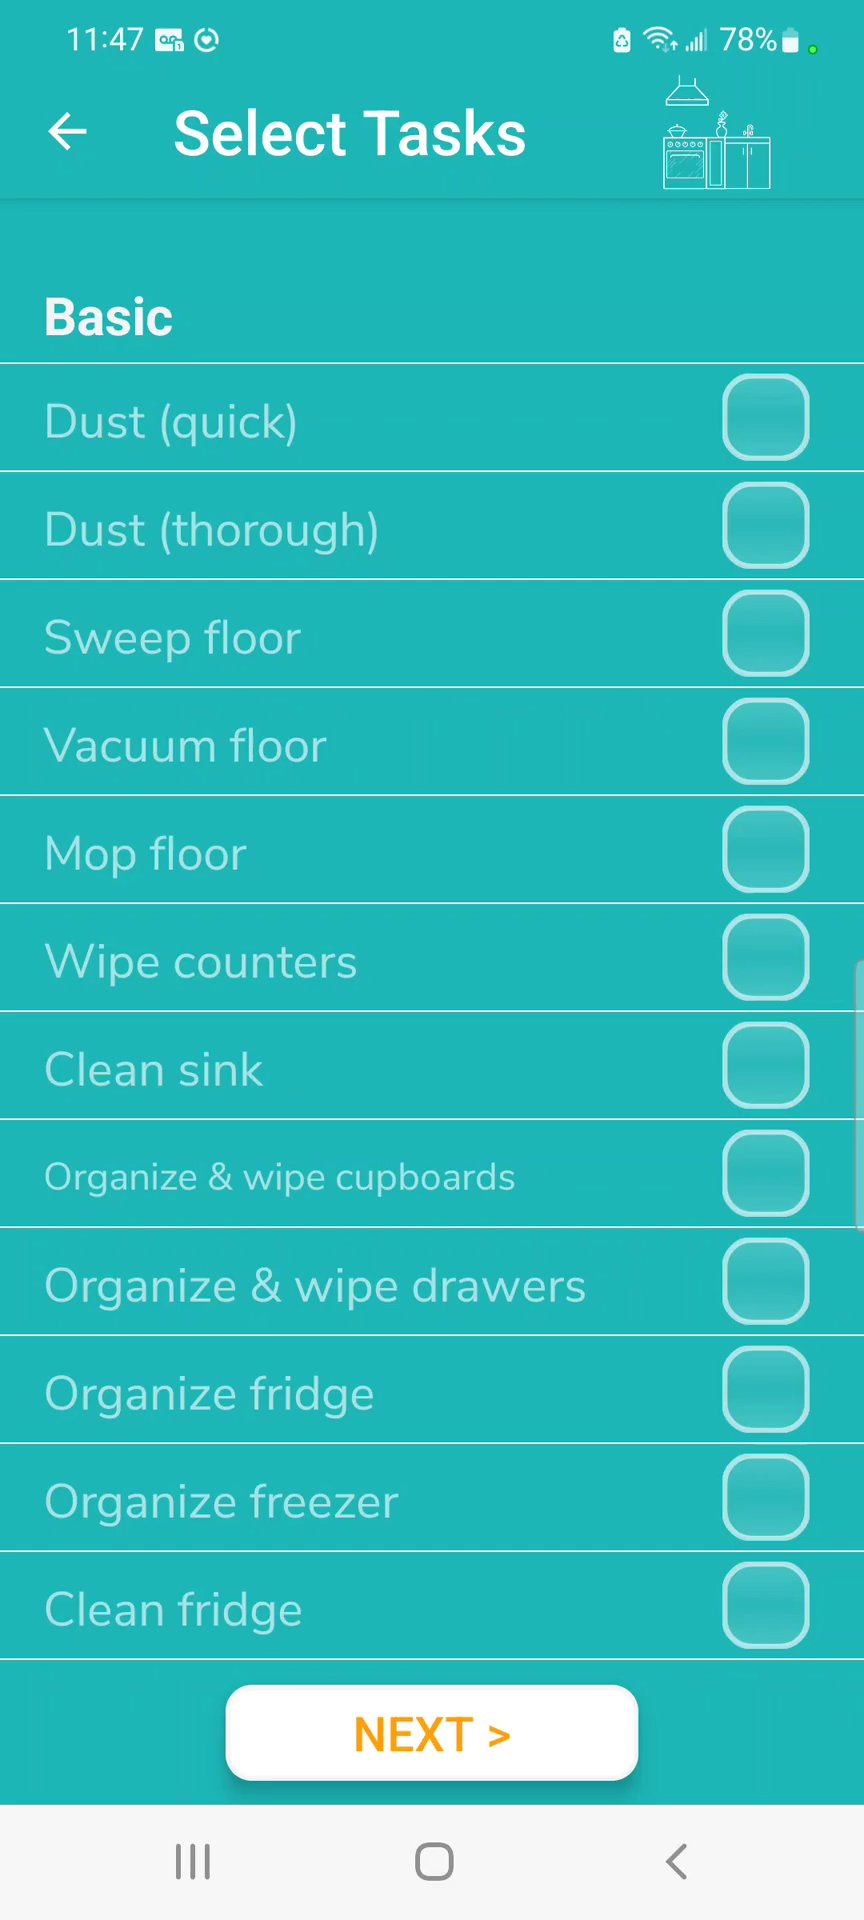 11:47
78%
Select Tasks
Basic
Dust (quick)
Dust (thorough)
Sweep floor
Vacuum floor
Mop floor
Wipe counters
Clean sink
Organize & wipe cupboards
Organize & wipe drawers
Organize fridge
Organize freezer
Clean fridge
NEXT >